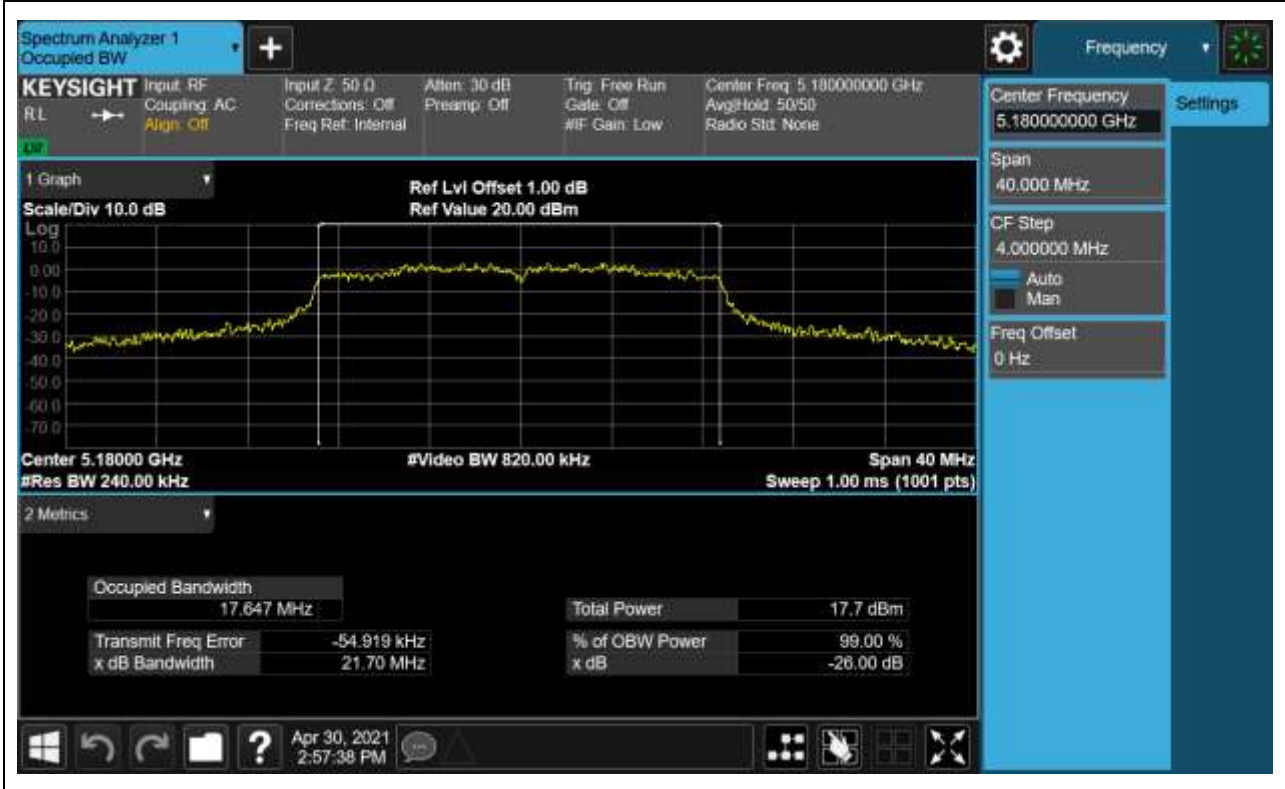 Spectrum Analyzer 1
Occupied BW
+
Frequency
KEYSIGHT
RL
Input: RF
Coupling: AC
Align: Off
Input Z: 50 Ω
Corrections: Off
Freq Ref: Internal
Atten: 30 dB
Preamp: Off
Trig: Free Run
Gate: Off
#IF Gain: Low
Center Freq: 5.180000000 GHz
Avg|Hold: 50/50
Radio Std: None
Center Frequency
5.180000000 GHz
Settings
Span
40.000 MHz
CF Step
4.000000 MHz
Auto
Man
Freq Offset
0 Hz
1 Graph
Scale/Div 10.0 dB
Ref Lvl Offset 1.00 dB
Ref Value 20.00 dBm
Log
10.0
0.00
-10.0
-20.0
-30.0
-40.0
-50.0
-60.0
-70.0
Center 5.18000 GHz
#Video BW 820.00 kHz
Span 40 MHz
#Res BW 240.00 kHz
Sweep 1.00 ms (1001 pts)
2 Metrics
Occupied Bandwidth
17.647 MHz
Total Power 17.7 dBm
Transmit Freq Error -54.919 kHz
% of OBW Power 99.00 %
x dB Bandwidth 21.70 MHz
x dB -26.00 dB
?
Apr 30, 2021
2:57:38 PM